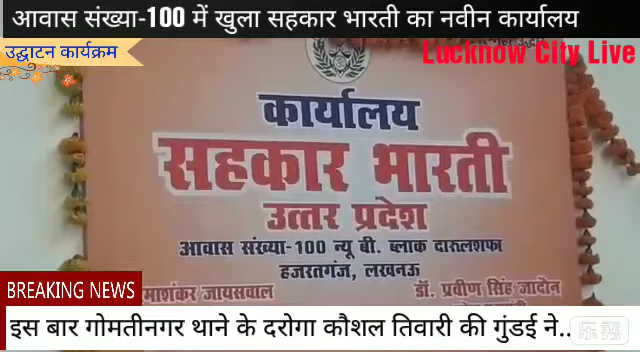 आवास संख्या-100 में खुला सहकार भारती का नवीन कार्यालय
उद्घाटन कार्यक्रम
Lucknow City Live
कार्यालय
सहकार भारती
उत्तर प्रदेश
आवास संख्या-100 न्यू बी. ब्लाक दारुलशफा
हजरतगंज, लखनऊ
माशंकर जायसवाल
डॉ. प्रवीण सिंह जादौन
BREAKING NEWS
इस बार गोमतीनगर थाने के दरोगा कौशल तिवारी की गुंडई ने..